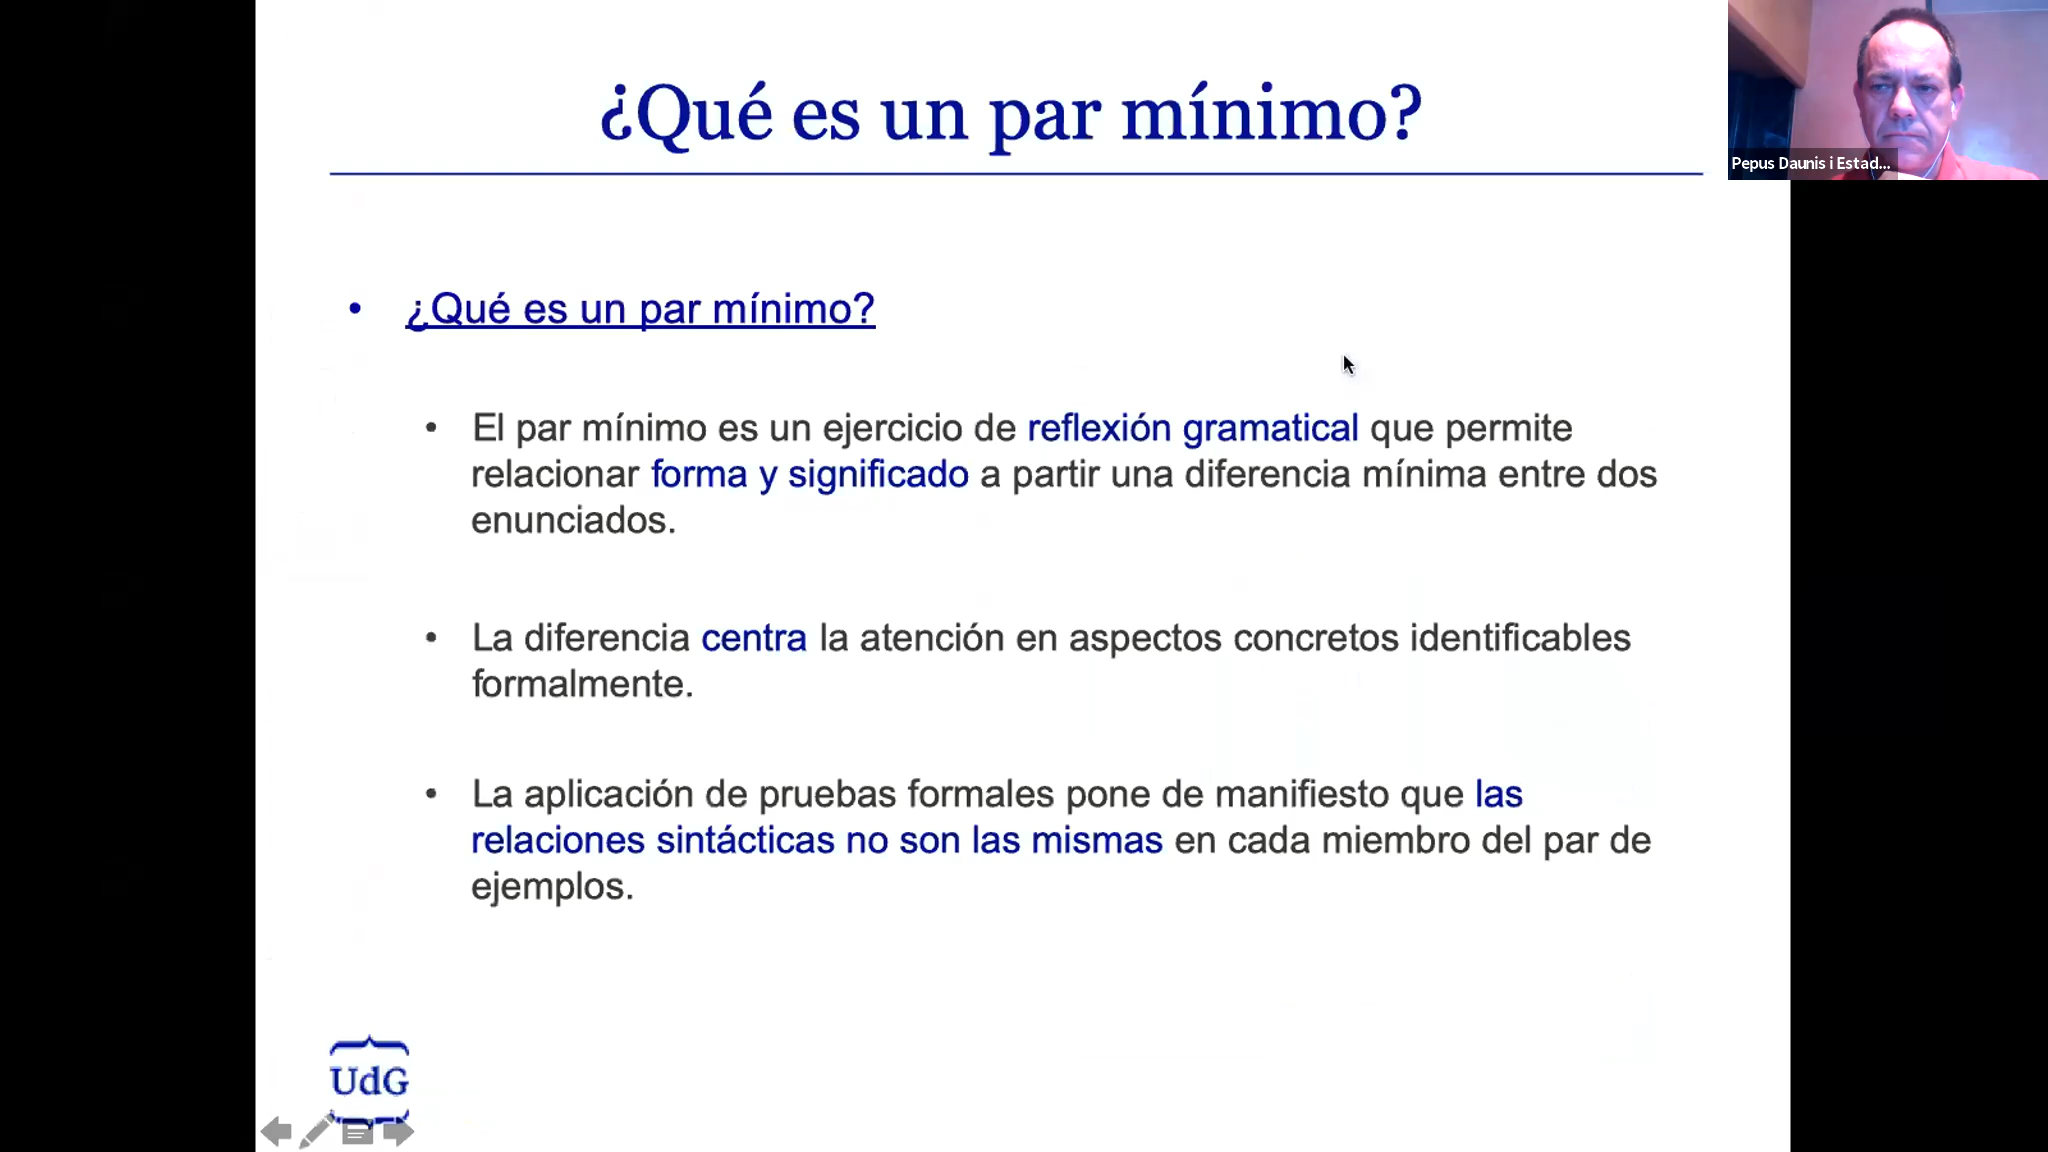 ¿Qué es un par mínimo?
Pepus Daunis i Estad...
• ¿Qué es un par mínimo?
• El par mínimo es un ejercicio de reflexión gramatical que permite
relacionar forma y significado a partir una diferencia mínima entre dos
enunciados.
• La diferencia centra la atención en aspectos concretos identificables
formalmente.
• La aplicación de pruebas formales pone de manifiesto que las
relaciones sintácticas no son las mismas en cada miembro del par de
ejemplos.
UdG